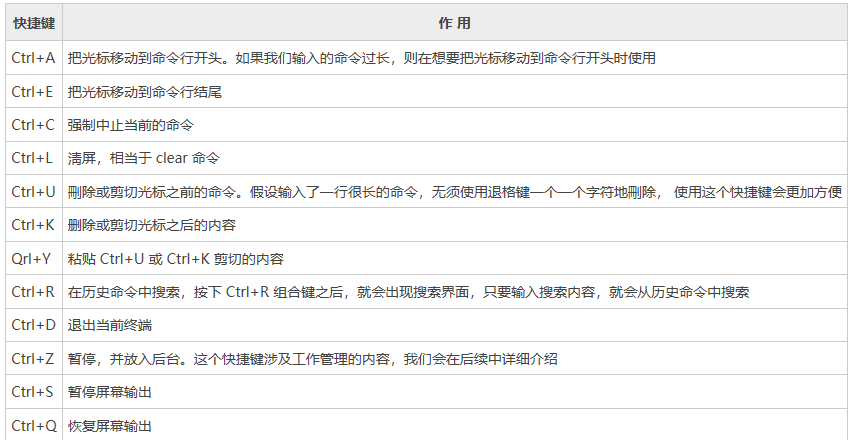 快捷键 作 用
Ctrl+A 把光标移动到命令行开头。如果我们输入的命令过长，则在想要把光标移动到命令行开头时使用
Ctrl+E 把光标移动到命令行结尾
Ctrl+C 强制中止当前的命令
Ctrl+L 清屏，相当于 clear 命令
Ctrl+U 刪除或剪切光标之前的命令。假设输入了一行很长的命令，无须使用退格键一个一个字符地刪除， 使用这个快捷键会更加方便
Ctrl+K 删除或剪切光标之后的内容
Qrl+Y 粘贴 Ctrl+U 或 Ctrl+K 剪切的内容
Ctrl+R 在历史命令中搜索，按下 Ctrl+R 组合键之后，就会出现搜索界面，只要输入搜索内容，就会从历史命令中搜索
Ctrl+D 退出当前终端
Ctrl+Z 暂停，并放入后台。这个快捷键涉及工作管理的内容，我们会在后续中详细介绍
Ctrl+S 暂停屏幕输出
Ctrl+Q 恢复屏幕输出